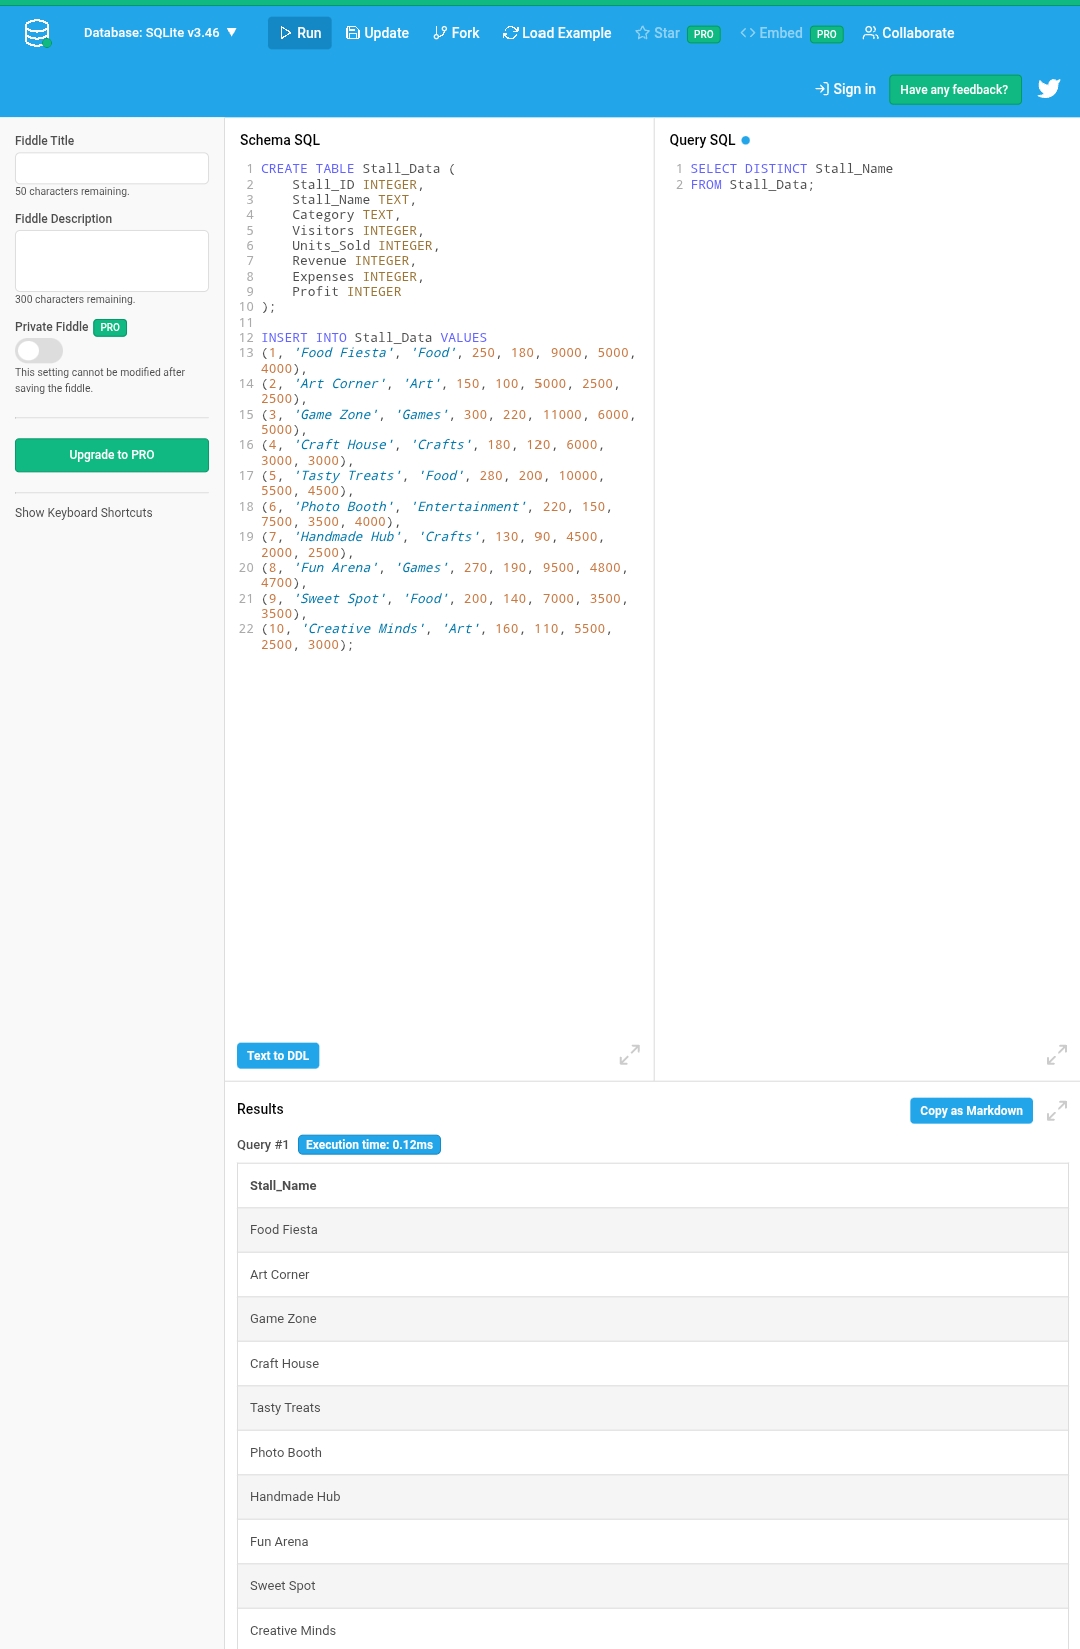 Database: SQLite v3.46 ▼
Run
Update
Fork
Load Example
Star PRO
Embed PRO
Collaborate
Sign in
Have any feedback?
Fiddle Title
50 characters remaining.
Fiddle Description
300 characters remaining.
Private Fiddle PRO
This setting cannot be modified after
saving the fiddle.
Upgrade to PRO
Show Keyboard Shortcuts
Schema SQL
1 CREATE TABLE Stall_Data (
2 Stall_ID INTEGER,
3 Stall_Name TEXT,
4 Category TEXT,
5 Visitors INTEGER,
6 Units_Sold INTEGER,
7 Revenue INTEGER,
8 Expenses INTEGER,
9 Profit INTEGER
10 );
11
12 INSERT INTO Stall_Data VALUES
13 (1, 'Food Fiesta', 'Food', 250, 180, 9000, 5000,
4000),
14 (2, 'Art Corner', 'Art', 150, 100, 5000, 2500,
2500),
15 (3, 'Game Zone', 'Games', 300, 220, 11000, 6000,
5000),
16 (4, 'Craft House', 'Crafts', 180, 120, 6000,
3000, 3000),
17 (5, 'Tasty Treats', 'Food', 280, 200, 10000,
5500, 4500),
18 (6, 'Photo Booth', 'Entertainment', 220, 150,
7500, 3500, 4000),
19 (7, 'Handmade Hub', 'Crafts', 130, 90, 4500,
2000, 2500),
20 (8, 'Fun Arena', 'Games', 270, 190, 9500, 4800,
4700),
21 (9, 'Sweet Spot', 'Food', 200, 140, 7000, 3500,
3500),
22 (10, 'Creative Minds', 'Art', 160, 110, 5500,
2500, 3000);
Text to DDL
Query SQL
1 SELECT DISTINCT Stall_Name
2 FROM Stall_Data;
Results
Copy as Markdown
Query #1 Execution time: 0.12ms
Stall_Name
Food Fiesta
Art Corner
Game Zone
Craft House
Tasty Treats
Photo Booth
Handmade Hub
Fun Arena
Sweet Spot
Creative Minds